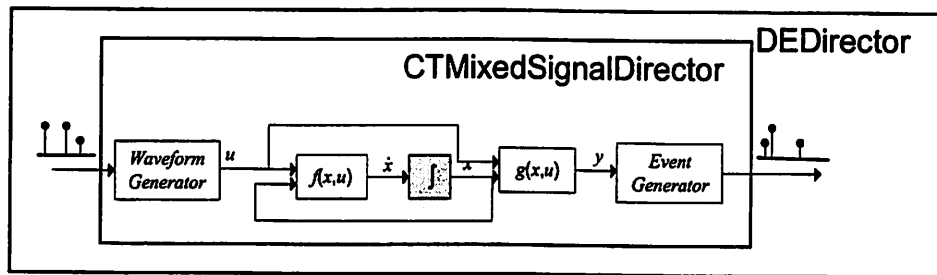 DEDirector
CTMixedSignalDirector
Waveform
Generator
u
f(x,u)
ẋ
∫
x
g(x,u)
y
Event
Generator